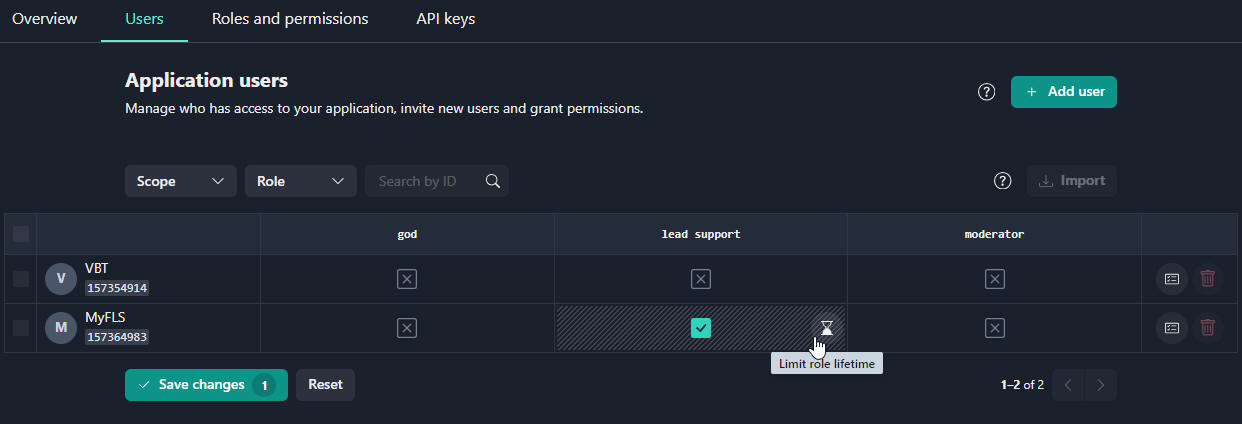 Overview Users Roles and permissions API keys
Application users
Manage who has access to your application, invite new users and grant permissions.
Add user
Scope Role Search by ID Import
god lead support moderator
V VBT
157354914
M MyFLS
157364983
Limit role lifetime
Save changes 1 Reset 1–2 of 2